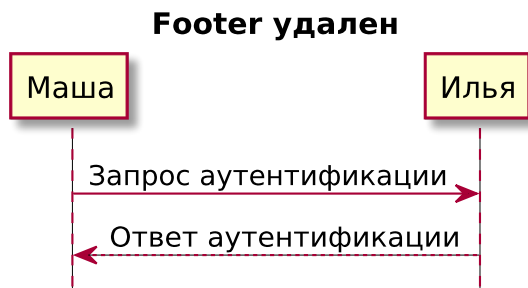 Footer удален
Маша
Илья
Запрос аутентификации
Ответ аутентификации